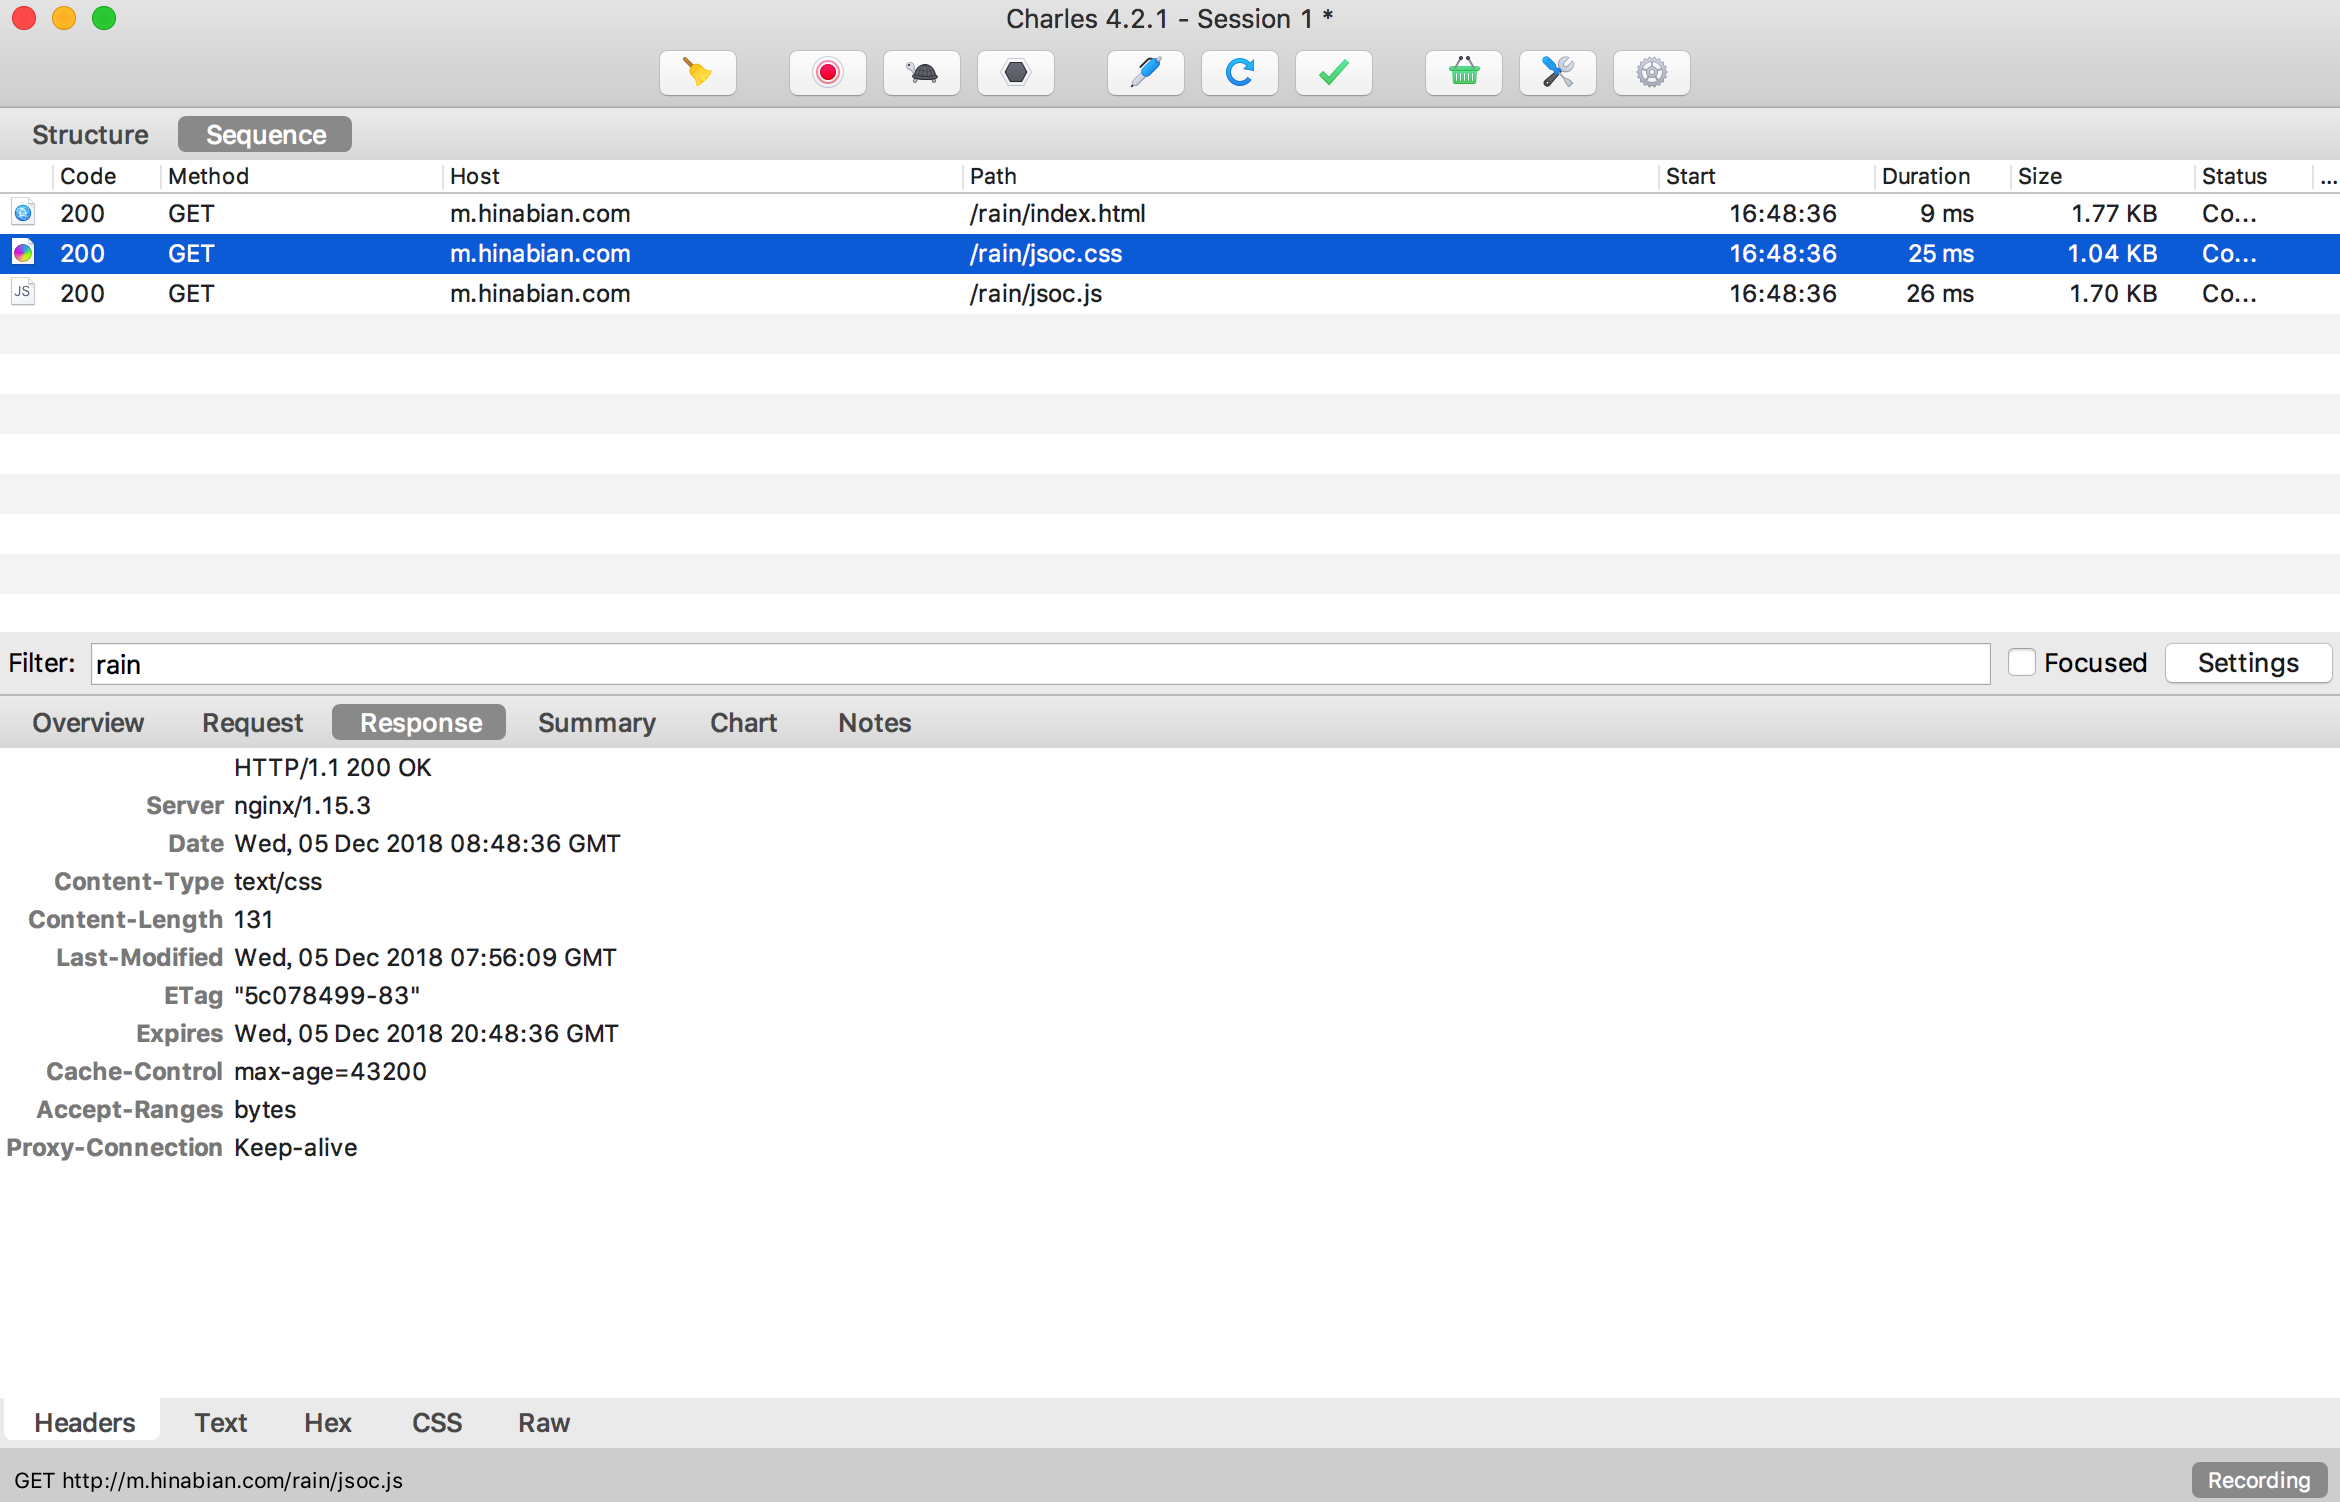 Charles 4.2.1 - Session 1 *
Structure Sequence
Code Method Host Path Start Duration Size Status ...
200 GET m.hinabian.com /rain/index.html 16:48:36 9 ms 1.77 KB Co...
200 GET m.hinabian.com /rain/jsoc.css 16:48:36 25 ms 1.04 KB Co...
JS 200 GET m.hinabian.com /rain/jsoc.js 16:48:36 26 ms 1.70 KB Co...
Filter: rain Focused Settings
Overview Request Response Summary Chart Notes
HTTP/1.1 200 OK
Server nginx/1.15.3
Date Wed, 05 Dec 2018 08:48:36 GMT
Content-Type text/css
Content-Length 131
Last-Modified Wed, 05 Dec 2018 07:56:09 GMT
ETag "5c078499-83"
Expires Wed, 05 Dec 2018 20:48:36 GMT
Cache-Control max-age=43200
Accept-Ranges bytes
Proxy-Connection Keep-alive
Headers Text Hex CSS Raw
GET http://m.hinabian.com/rain/jsoc.js Recording